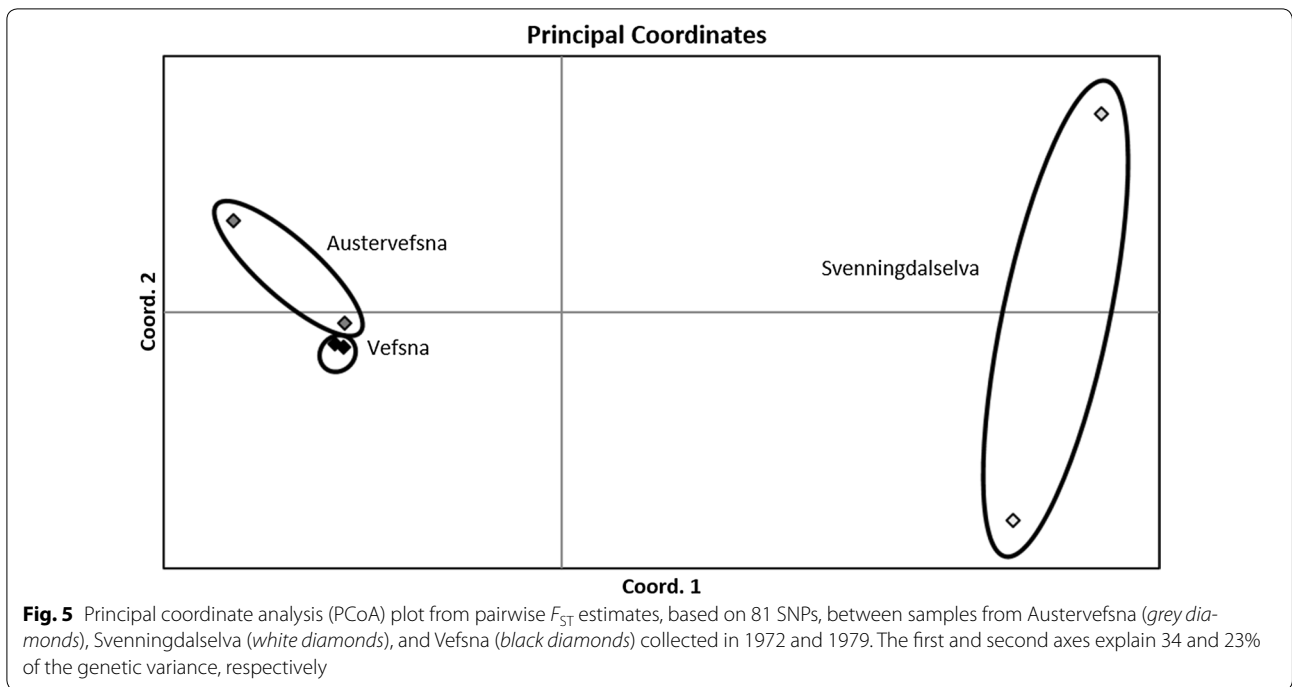 Principal Coordinates
Austervefsna
Svenningdalselva
Coord. 2
Vefsna
Coord. 1
Fig. 5 Principal coordinate analysis (PCoA) plot from pairwise FST estimates, based on 81 SNPs, between samples from Austervefsna (grey dia-
monds), Svenningdalselva (white diamonds), and Vefsna (black diamonds) collected in 1972 and 1979. The first and second axes explain 34 and 23%
of the genetic variance, respectively